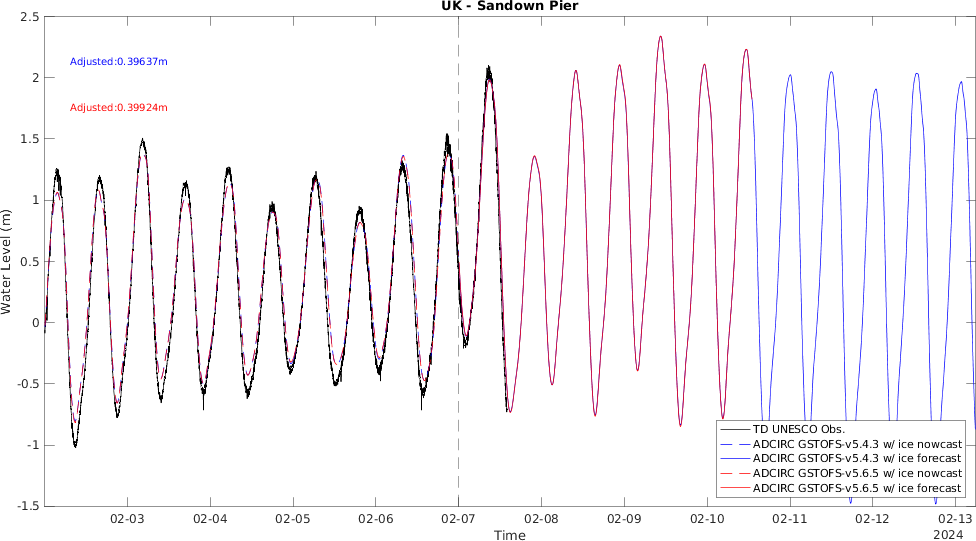 UK - Sandown Pier
Adjusted:0.39637m
Adjusted:0.39924m
Water Level (m)
2.5
2
1.5
1
0.5
0
-0.5
-1
-1.5
TD UNESCO Obs.
ADCIRC GSTOFS-v5.4.3 w/ ice nowcast
ADCIRC GSTOFS-v5.4.3 w/ ice forecast
ADCIRC GSTOFS-v5.6.5 w/ ice nowcast
ADCIRC GSTOFS-v5.6.5 w/ ice forecast
02-03 02-04 02-05 02-06 02-07 02-08 02-09 02-10 02-11 02-12 02-13
Time
2024